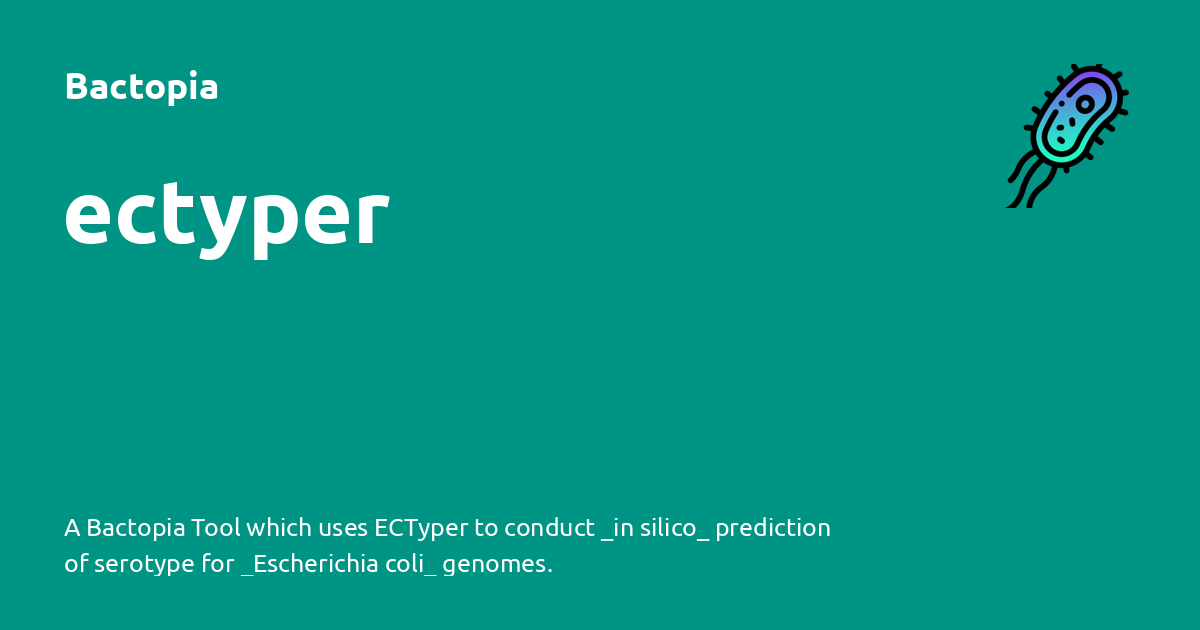 Bactopia
ectyper
A Bactopia Tool which uses ECTyper to conduct _in silico_ prediction
of serotype for _Escherichia coli_ genomes.